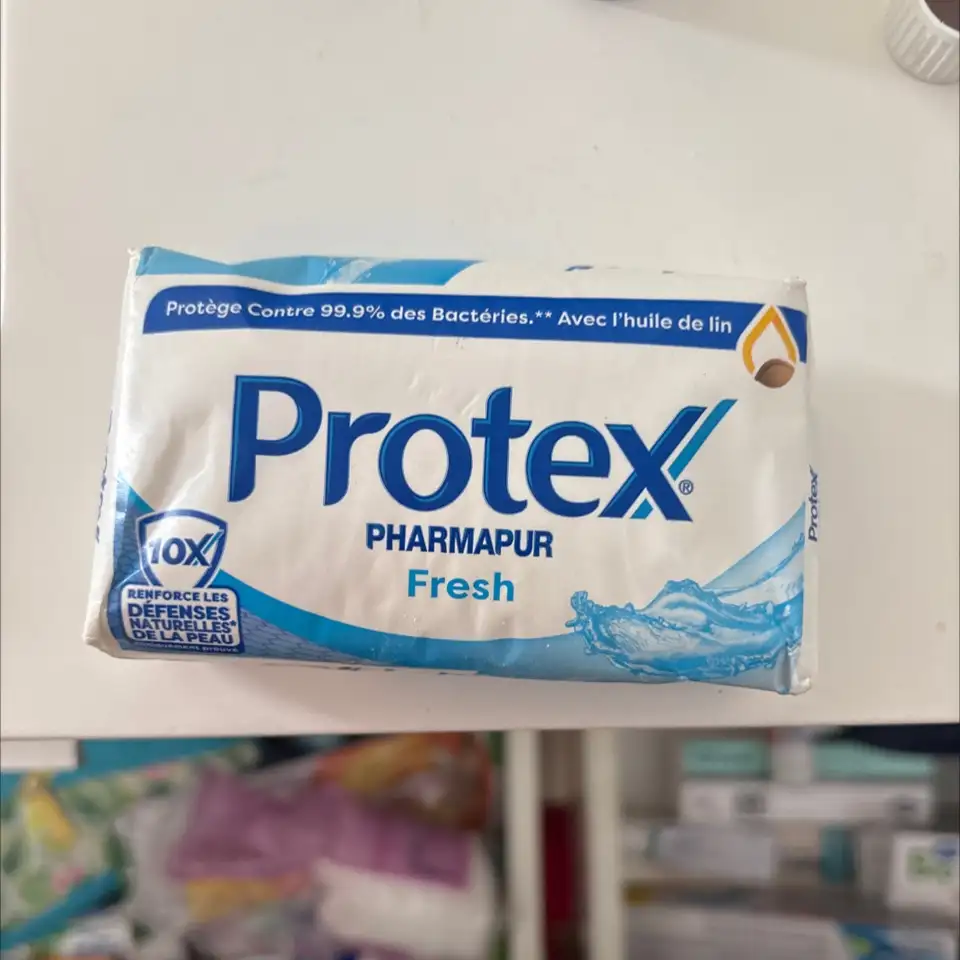 Protège Contre 99.9% des Bactéries.** Avec l'huile de lin
Protex®
PHARMAPUR
Fresh
10X
RENFORCE LES
DÉFENSES
NATURELLES*
DE LA PEAU
Protex